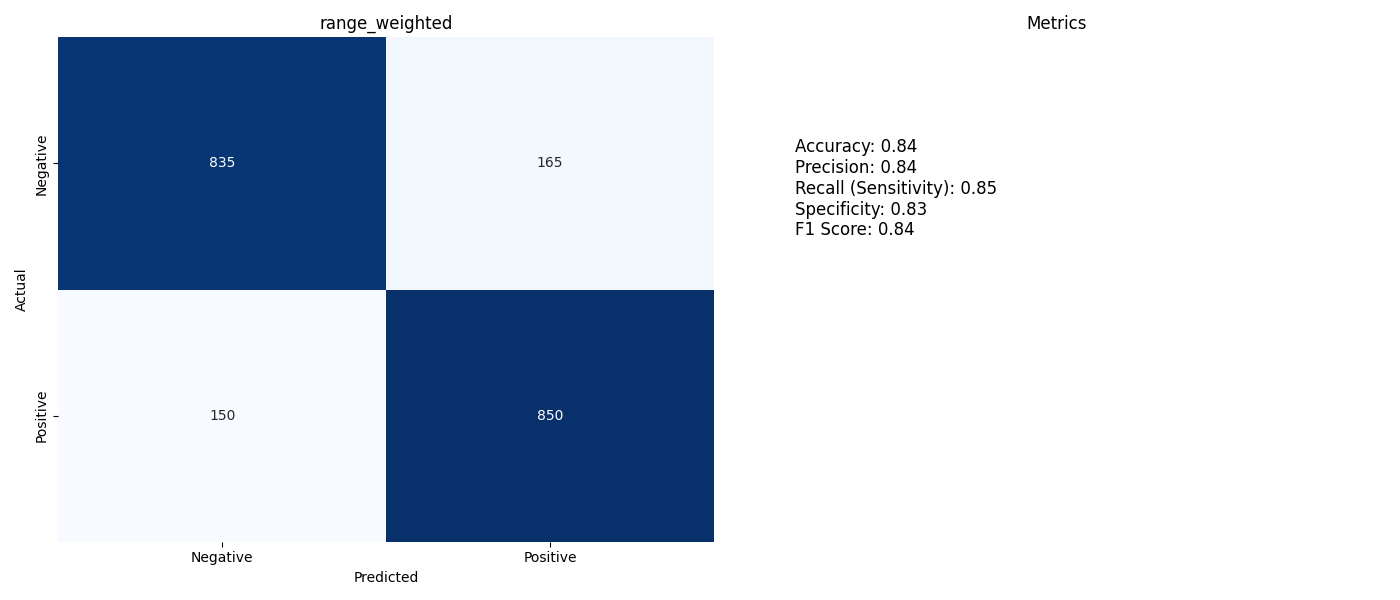 range_weighted
Negative
835
165
Actual
Positive
150
850
Negative
Positive
Predicted
Metrics
Accuracy: 0.84
Precision: 0.84
Recall (Sensitivity): 0.85
Specificity: 0.83
F1 Score: 0.84